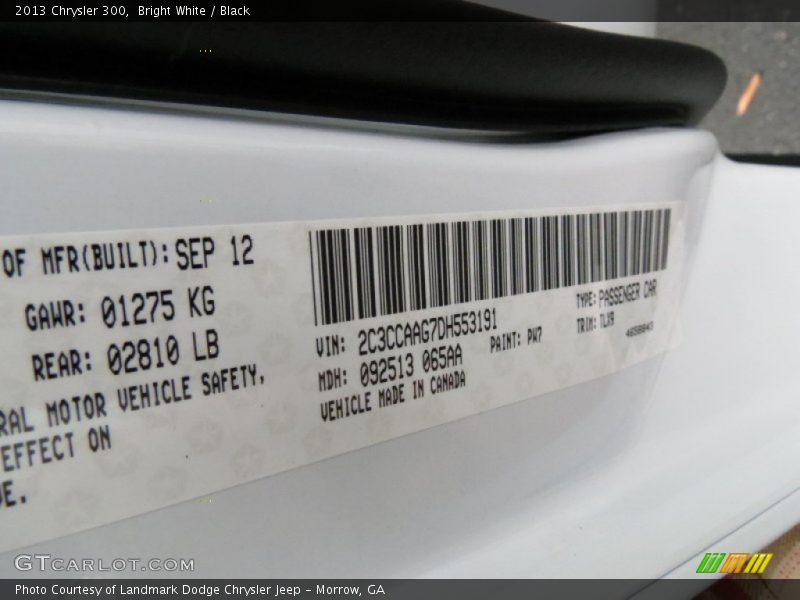 2013 Chrysler 300,  Bright White / Black
OF MFR(BUILT): SEP 12
GAWR: 01275 KG
REAR: 02810 LB
RAL MOTOR VEHICLE SAFETY,
EFFECT ON
VIN: 2C3CCAAG7DH553191
MDH: 092513 065AA
VEHICLE MADE IN CANADA
PAINT: PW7
TYPE: PASSENGER CAR
TRIM: TLX9
GTCARLOT.COM
Photo Courtesy of Landmark Dodge Chrysler Jeep - Morrow, GA